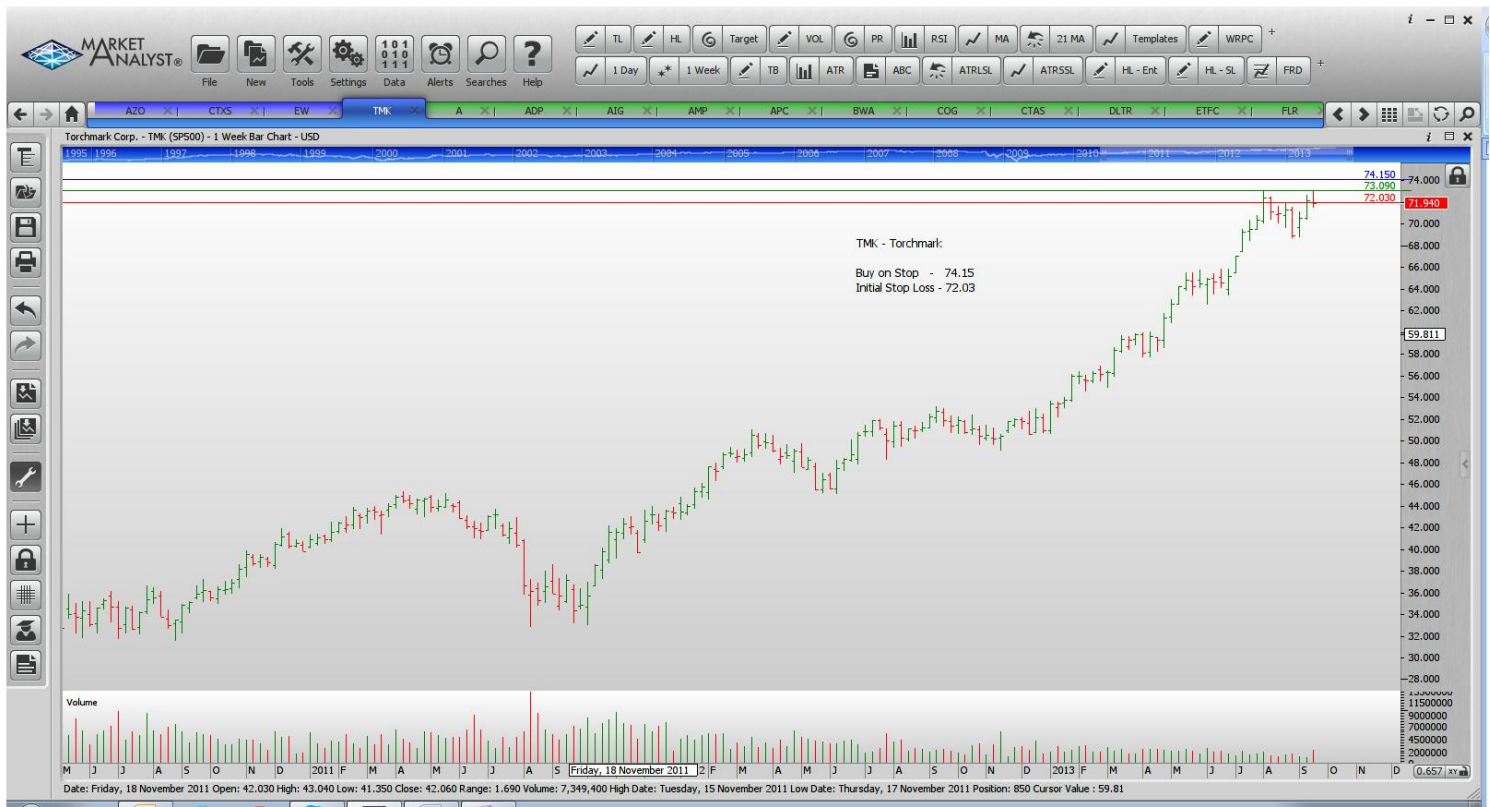 MARKET
ANALYST®
File New Tools Settings Data Alerts Searches Help
101
010
111
TL HL Target VOL PR RSI MA 21 MA Templates WRPC +
1 Day 1 Week TB ATR ABC ATRLSL ATRSSL HL - Ent HL - SL FRD +
AZO CTXS EW TMK A ADP AIG AMP APC BWA COG CTAS DLTR ETFC FLR
Torchmark Corp. - TMK (SP500) - 1 Week Bar Chart - USD
1995 1996 1997 1998 1999 2000 2001 2002 2003 2004 2005 2006 2007 2008 2009 2010 2011 2012 2013
74.150
73.090
72.030
74.000
71.940
70.000
68.000
66.000
64.000
62.000
59.811
58.000
56.000
54.000
52.000
50.000
48.000
46.000
44.000
42.000
40.000
38.000
36.000
34.000
32.000
30.000
28.000
TMK - Torchmark
Buy on Stop - 74.15
Initial Stop Loss - 72.03
Volume
11500000
9000000
7000000
4500000
2000000
M J J A S O N D 2011 F M A M J J A S Friday, 18 November 2011 2 F M A M J J A S O N D 2013 F M A M J J A S O N D
0.657 XY
Date: Friday, 18 November 2011 Open: 42.030 High: 43.040 Low: 41.350 Close: 42.060 Range: 1.690 Volume: 7,349,400 High Date: Tuesday, 15 November 2011 Low Date: Thursday, 17 November 2011 Position: 850 Cursor Value : 59.81